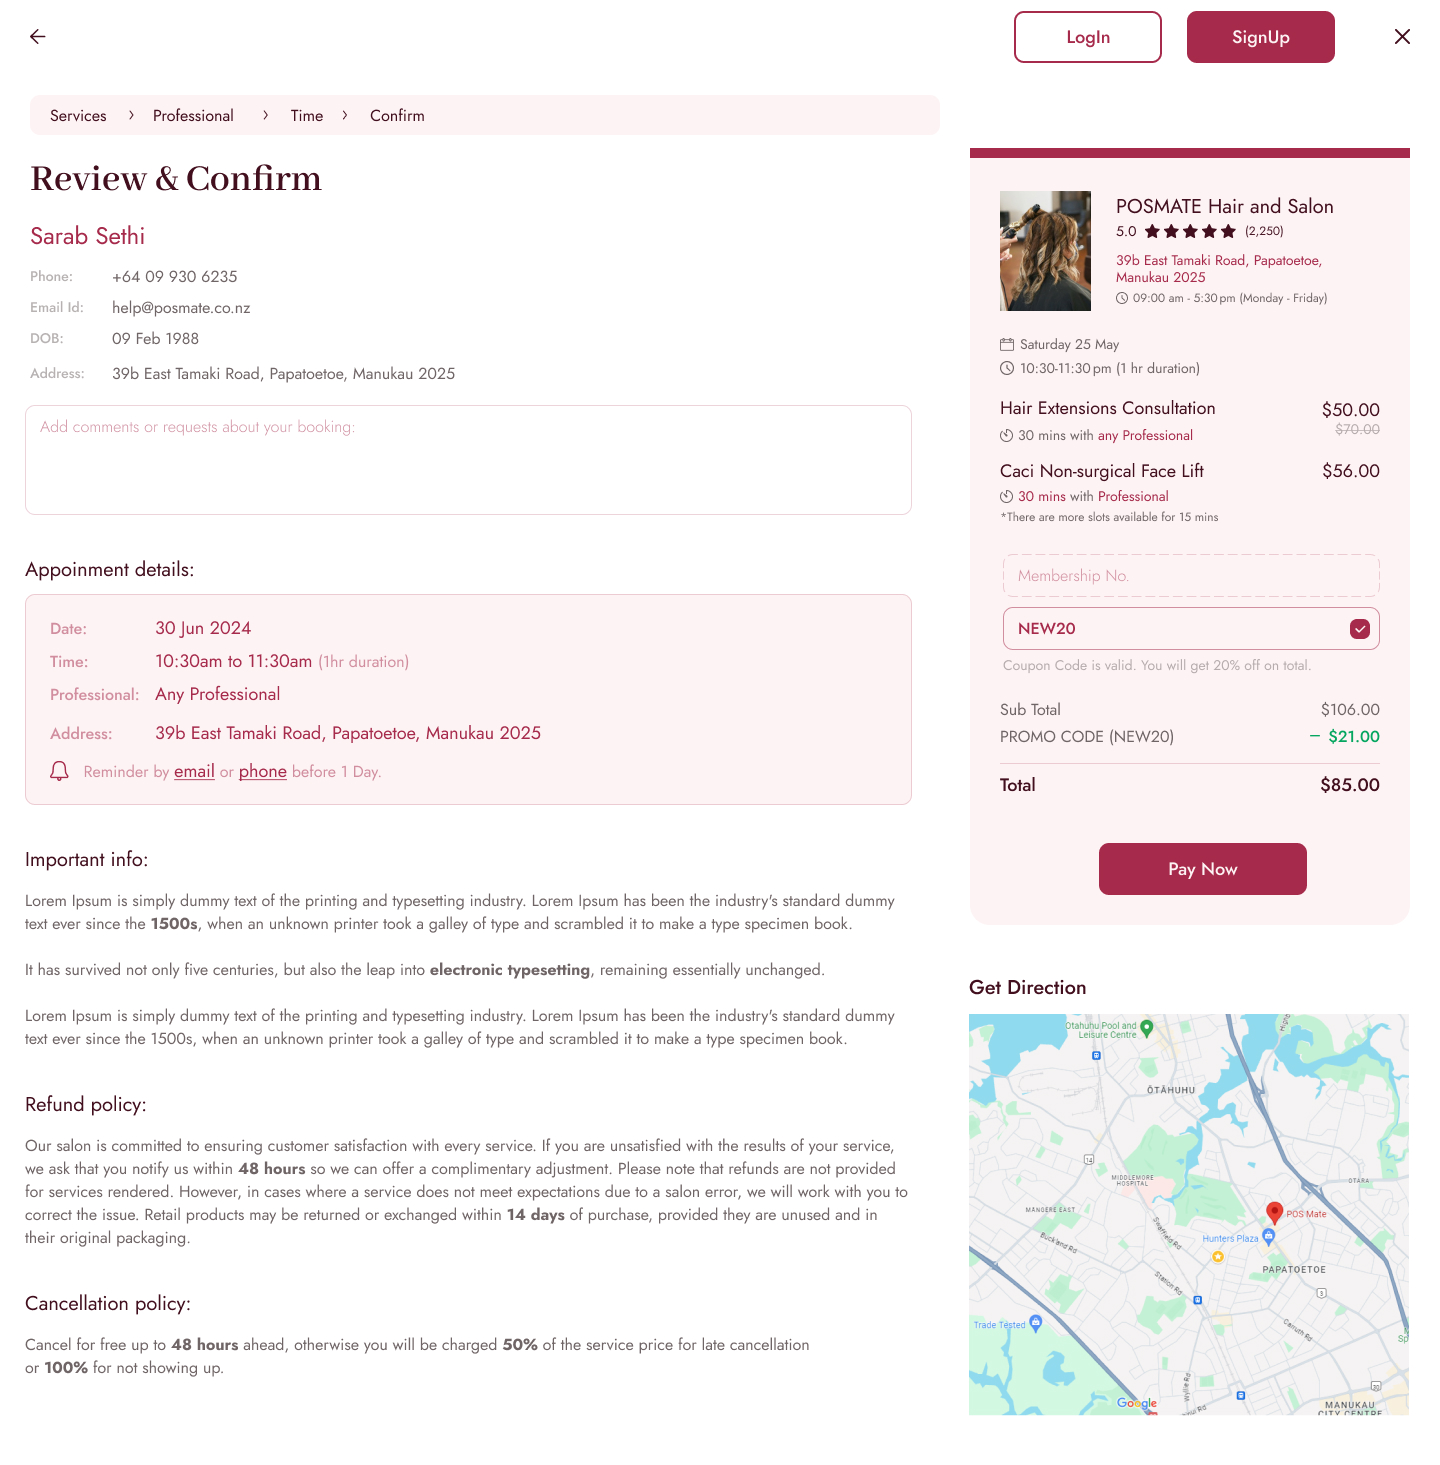 LogIn
SignUp
Services
Professional
Time
Confirm
Review & Confirm
Sarab Sethi
Phone: +64 09 930 6235
Email Id: help@posmate.co.nz
DOB: 09 Feb 1988
Address: 39b East Tamaki Road, Papatoetoe, Manukau 2025
Add comments or requests about your booking:
Appoinment details:
Date: 30 Jun 2024
Time: 10:30am to 11:30am (1hr duration)
Professional: Any Professional
Address: 39b East Tamaki Road, Papatoetoe, Manukau 2025
Reminder by email or phone before 1 Day.
Important info:
Lorem Ipsum is simply dummy text of the printing and typesetting industry. Lorem Ipsum has been the industry's standard dummy
text ever since the 1500s, when an unknown printer took a galley of type and scrambled it to make a type specimen book.
It has survived not only five centuries, but also the leap into electronic typesetting, remaining essentially unchanged.
Lorem Ipsum is simply dummy text of the printing and typesetting industry. Lorem Ipsum has been the industry's standard dummy
text ever since the 1500s, when an unknown printer took a galley of type and scrambled it to make a type specimen book.
Refund policy:
Our salon is committed to ensuring customer satisfaction with every service. If you are unsatisfied with the results of your service,
we ask that you notify us within 48 hours so we can offer a complimentary adjustment. Please note that refunds are not provided
for services rendered. However, in cases where a service does not meet expectations due to a salon error, we will work with you to
correct the issue. Retail products may be returned or exchanged within 14 days of purchase, provided they are unused and in
their original packaging.
Cancellation policy:
Cancel for free up to 48 hours ahead, otherwise you will be charged 50% of the service price for late cancellation
or 100% for not showing up.
POSMATE Hair and Salon
5.0 (2,250)
39b East Tamaki Road, Papatoetoe,
Manukau 2025
09:00 am - 5:30 pm (Monday - Friday)
Saturday 25 May
10:30-11:30 pm (1 hr duration)
Hair Extensions Consultation $50.00
30 mins with any Professional $70.00
Caci Non-surgical Face Lift $56.00
30 mins with Professional
*There are more slots available for 15 mins
Membership No.
NEW20
Coupon Code is valid. You will get 20% off on total.
Sub Total $106.00
PROMO CODE (NEW20) − $21.00
Total $85.00
Pay Now
Get Direction
Otahuhu Pool and
Leisure Centre
ŌTĀHUHU
14
MIDDLEMORE
HOSPITAL
OTARA
MANGERE EAST
POS Mate
Swaffield Rd
Hunters Plaza
Buckland Rd
PAPATOETOE
Station Rd
3
Trade Tested
Carruth Rd
Sp
30
Wyllie Rd
Google
MANUKAU
CITY CENTRE